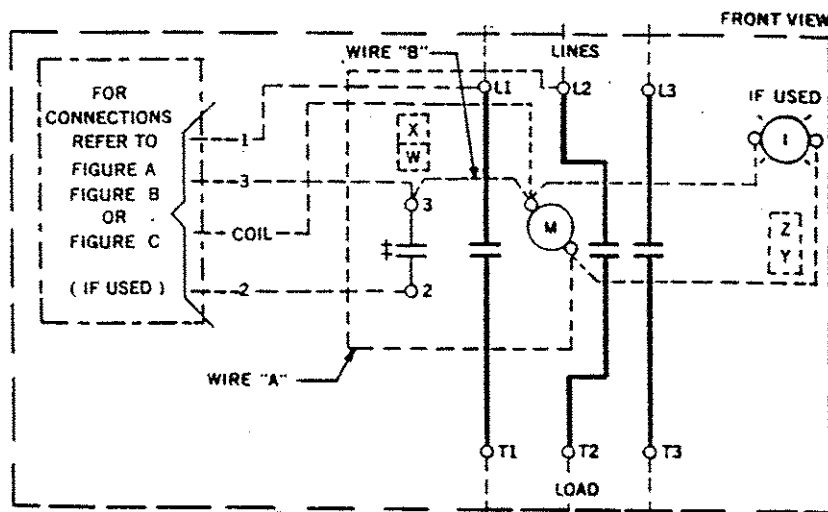 FRONT VIEW
WIRE "B"
LINES
L1
L2
L3
IF USED
FOR
CONNECTIONS
REFER TO
FIGURE A
FIGURE B
OR
FIGURE C
( IF USED )
1
3
COIL
2
X
W
3
2
M
I
Z
Y
WIRE "A"
T1
T2
T3
LOAD